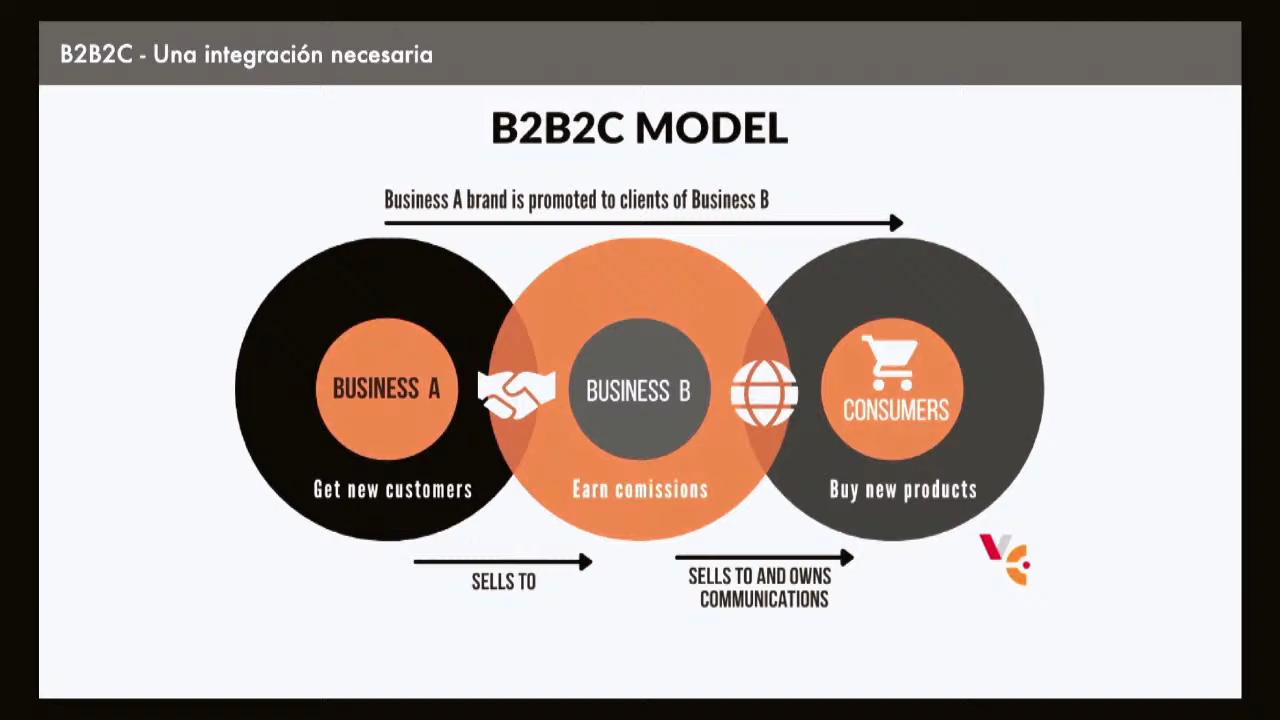 B2B2C - Una integración necesaria
B2B2C MODEL
Business A brand is promoted to clients of Business B
BUSINESS A
BUSINESS B
CONSUMERS
Get new customers
Earn comissions
Buy new products
SELLS TO
SELLS TO AND OWNS
COMMUNICATIONS